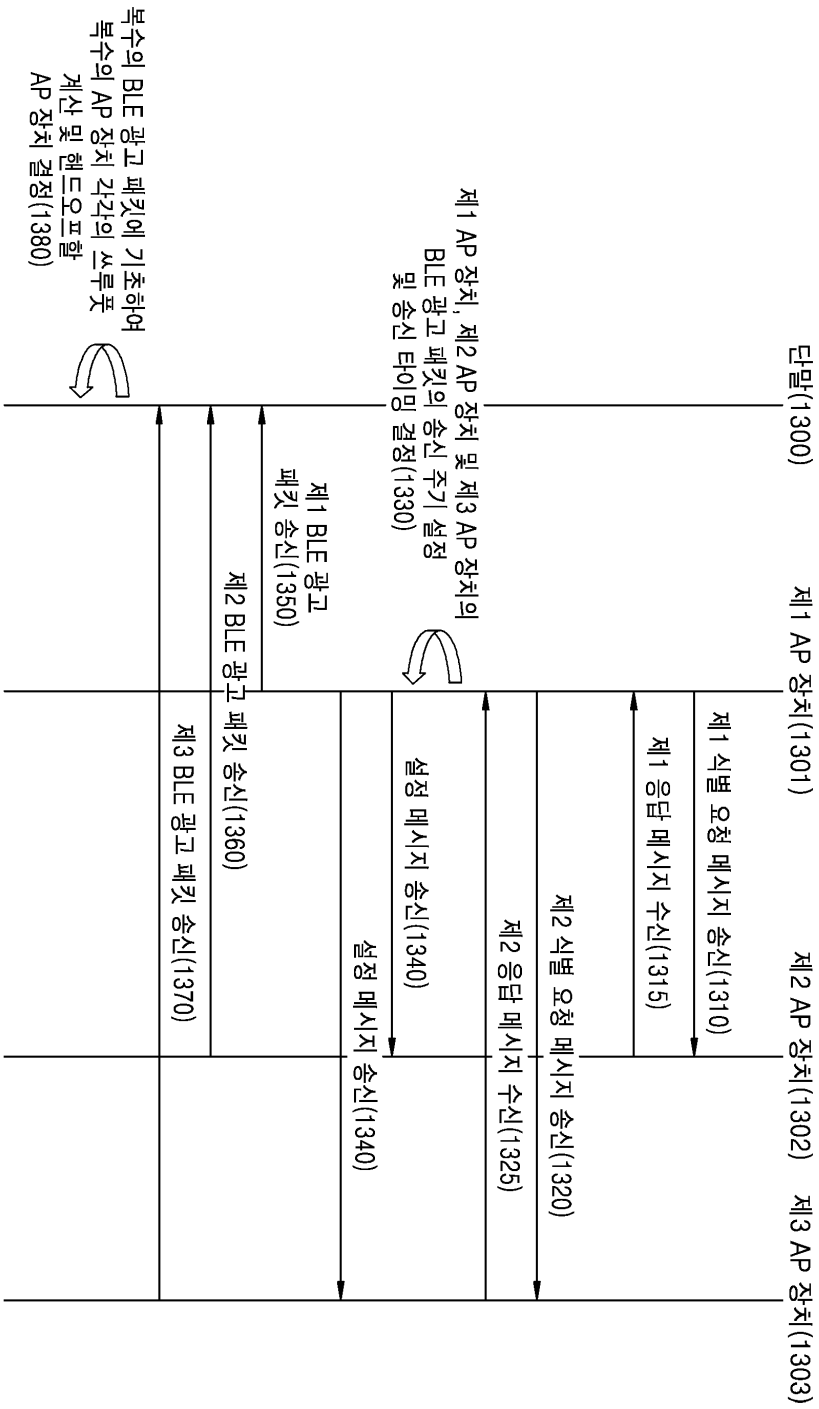 단말(1300)
제1 AP 장치(1301)
제2 AP 장치(1302)
제3 AP 장치(1303)
제1 식별 요청 메시지 송신(1310)
제1 응답 메시지 수신(1315)
제2 식별 요청 메시지 송신(1320)
제2 응답 메시지 수신(1325)
제1 AP 장치, 제2 AP 장치 및 제3 AP 장치의
BLE 광고 패킷의 송신 주기 설정
및 송신 타이밍 결정(1330)
설정 메시지 송신(1340)
설정 메시지 송신(1340)
제1 BLE 광고
패킷 송신(1350)
제2 BLE 광고 패킷 송신(1360)
제3 BLE 광고 패킷 송신(1370)
복수의 BLE 광고 패킷에 기초하여
복수의 AP 장치 각각의 쓰루풋
계산 및 핸드오프할
AP 장치 결정(1380)